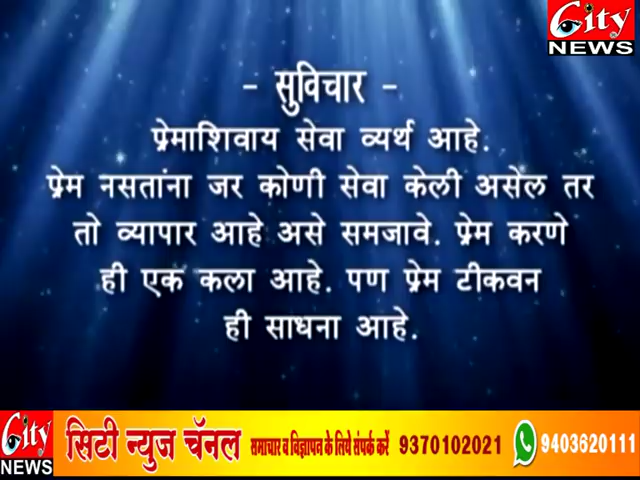 City
NEWS
- सुविचार -
प्रेमाशिवाय सेवा व्यर्थ आहे.
प्रेम नसतांना जर कोणी सेवा केली असेल तर
तो व्यापार आहे असे समजावे. प्रेम करणे
ही एक कला आहे. पण प्रेम टीकवन
ही साधना आहे.
City
NEWS
सिटी न्युज चॅनल समाचार व विज्ञापन के लिये संपर्क करें 9370102021 9403620111